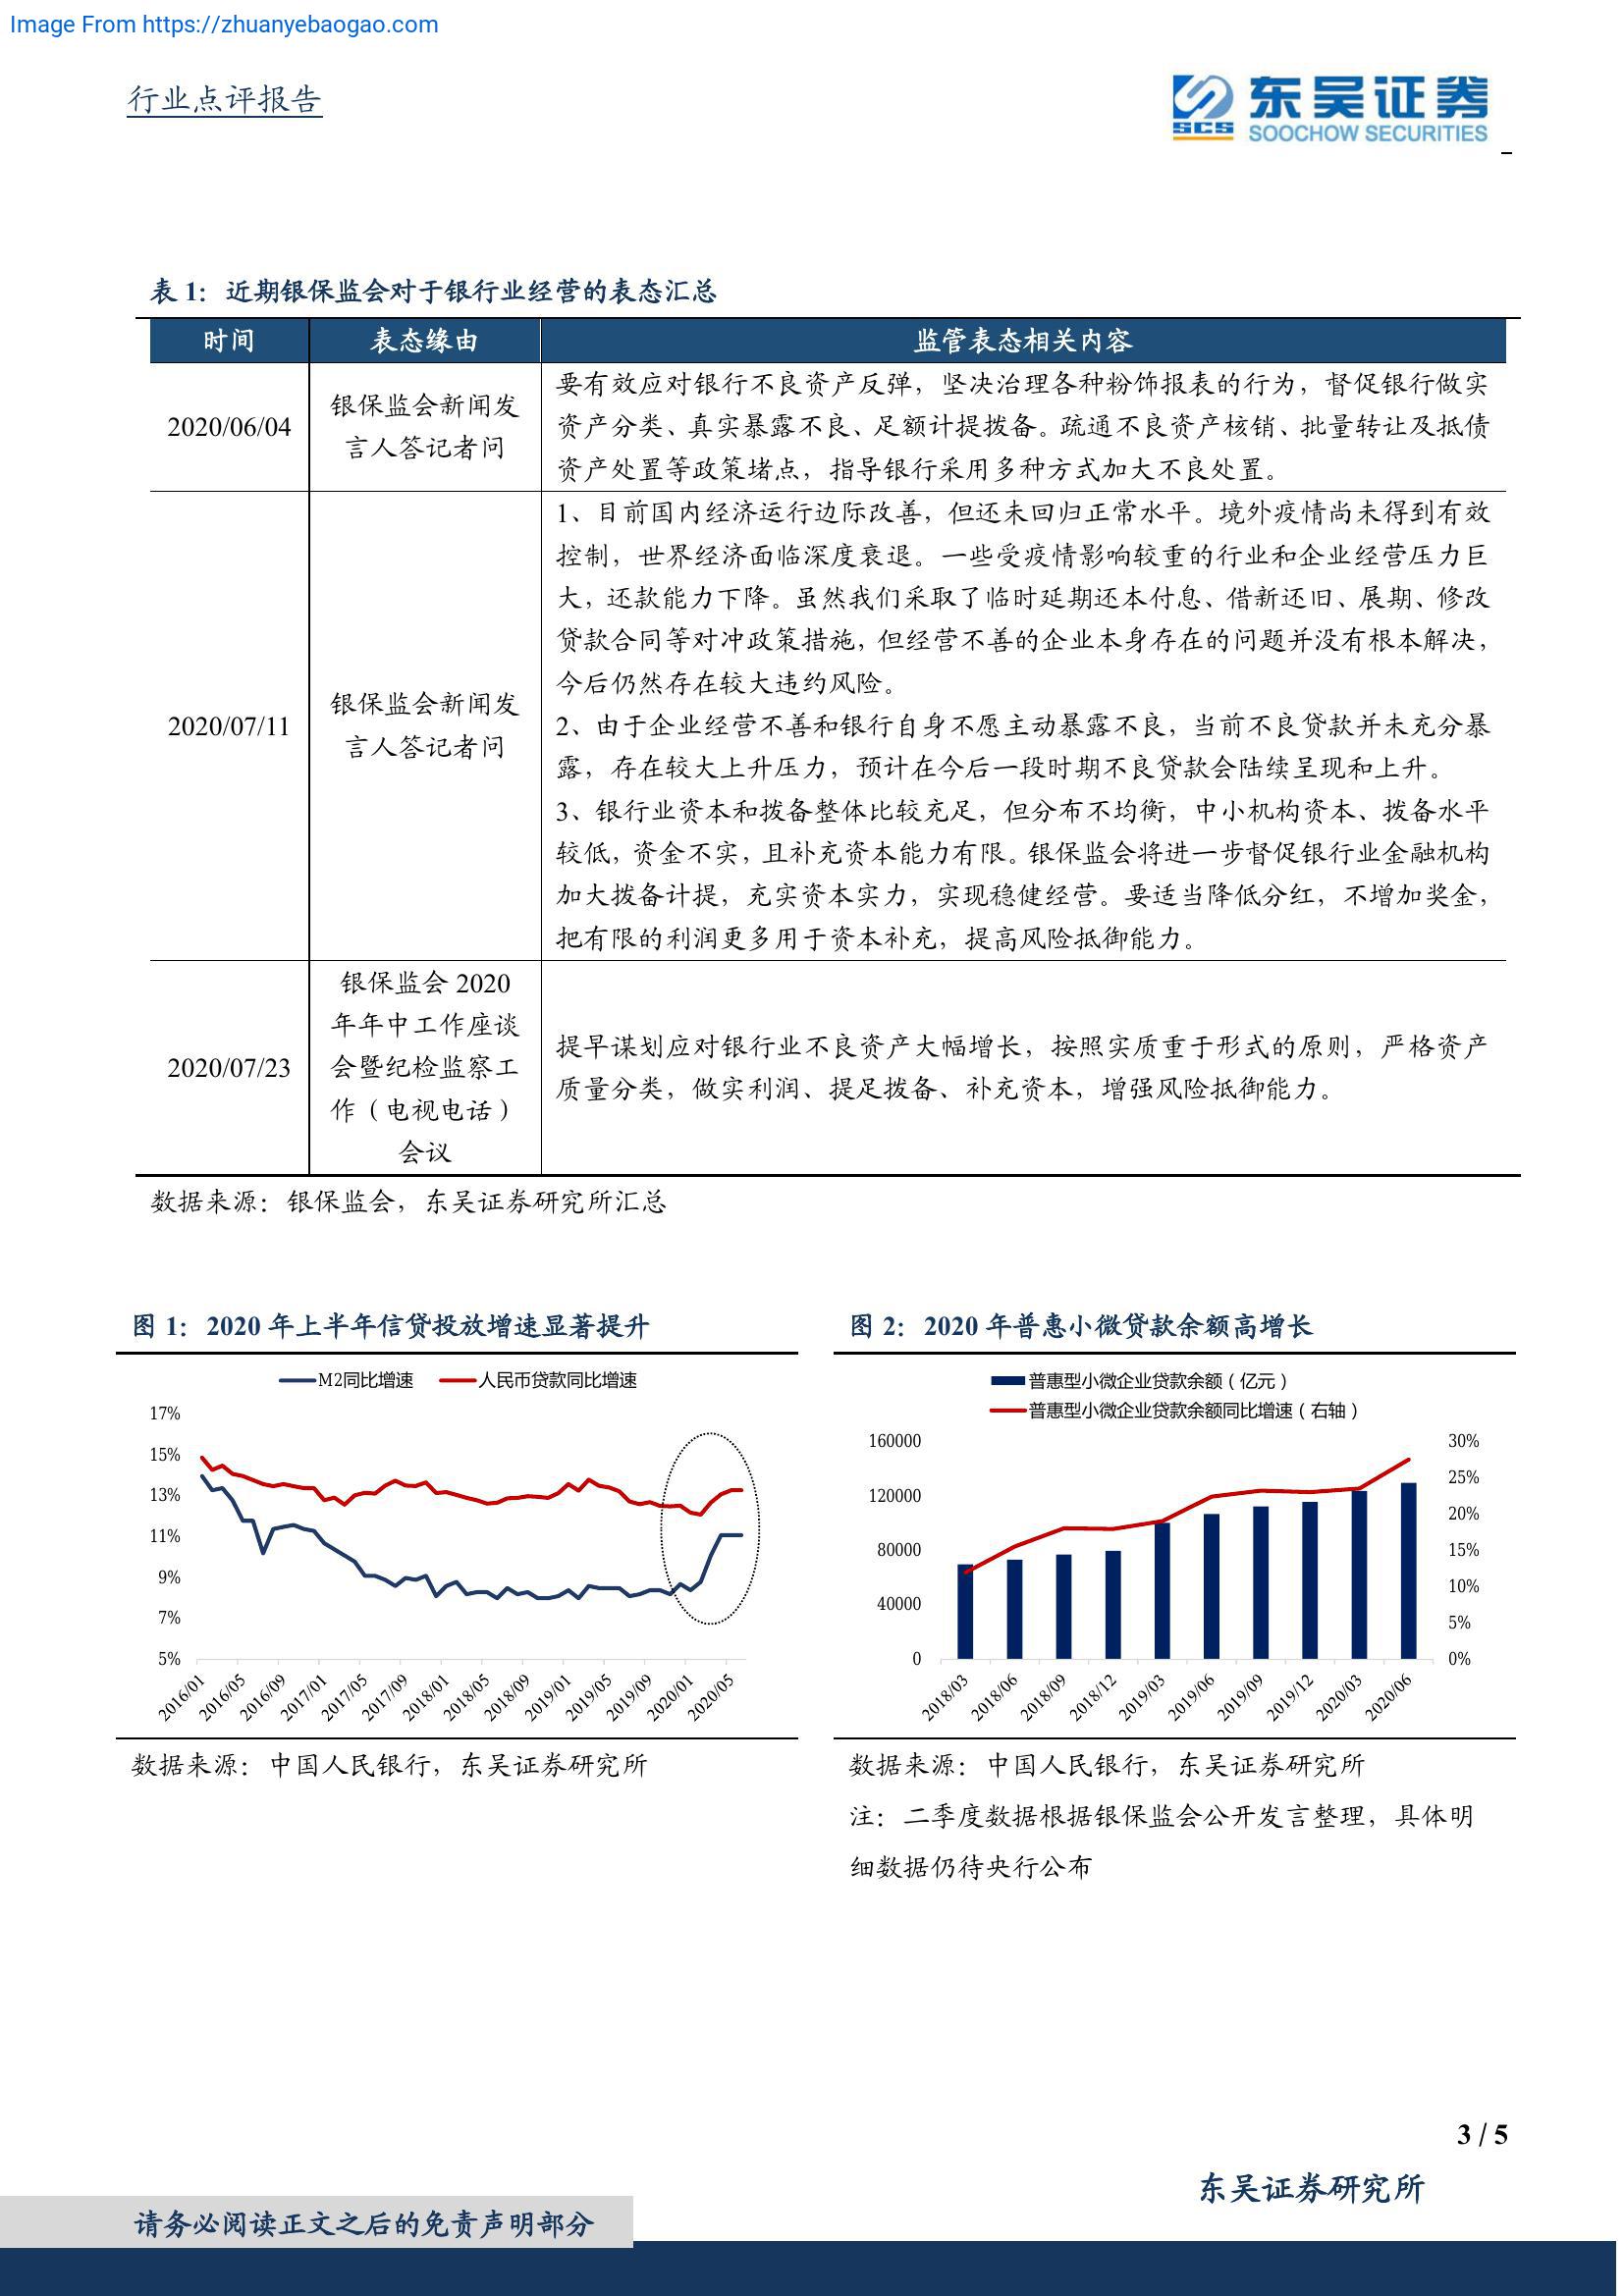 Image From https://zhuanyebaogao.com
行业点评报告
SCS
东吴证券
SOOCHOW SECURITIES
表 1：近期银保监会对于银行业经营的表态汇总
时间 表态缘由 监管表态相关内容
2020/06/04
银保监会新闻发
言人答记者问
要有效应对银行不良资产反弹，坚决治理各种粉饰报表的行为，督促银行做实
资产分类、真实暴露不良、足额计提拨备。疏通不良资产核销、批量转让及抵债
资产处置等政策堵点，指导银行采用多种方式加大不良处置。
2020/07/11
银保监会新闻发
言人答记者问
1、目前国内经济运行边际改善，但还未回归正常水平。境外疫情尚未得到有效
控制，世界经济面临深度衰退。一些受疫情影响较重的行业和企业经营压力巨
大，还款能力下降。虽然我们采取了临时延期还本付息、借新还旧、展期、修改
贷款合同等对冲政策措施，但经营不善的企业本身存在的问题并没有根本解决，
今后仍然存在较大违约风险。
2、由于企业经营不善和银行自身不愿主动暴露不良，当前不良贷款并未充分暴
露，存在较大上升压力，预计在今后一段时期不良贷款会陆续呈现和上升。
3、银行业资本和拨备整体比较充足，但分布不均衡，中小机构资本、拨备水平
较低，资金不实，且补充资本能力有限。银保监会将进一步督促银行业金融机构
加大拨备计提，充实资本实力，实现稳健经营。要适当降低分红，不增加奖金，
把有限的利润更多用于资本补充，提高风险抵御能力。
2020/07/23
银保监会 2020
年年中工作座谈
会暨纪检监察工
作（电视电话）
会议
提早谋划应对银行业不良资产大幅增长，按照实质重于形式的原则，严格资产
质量分类，做实利润、提足拨备、补充资本，增强风险抵御能力。
数据来源：银保监会，东吴证券研究所汇总
图 1：2020 年上半年信贷投放增速显著提升
M2同比增速 人民币贷款同比增速
17%
15%
13%
11%
9%
7%
5%
2016/01 2016/05 2016/09 2017/01 2017/05 2017/09 2018/01 2018/05 2018/09 2019/01 2019/05 2019/09 2020/01 2020/05
数据来源：中国人民银行，东吴证券研究所
图 2：2020 年普惠小微贷款余额高增长
普惠型小微企业贷款余额（亿元）
普惠型小微企业贷款余额同比增速（右轴）
160000
120000
80000
40000
0
30%
25%
20%
15%
10%
5%
0%
2018/03 2018/06 2018/09 2018/12 2019/03 2019/06 2019/09 2019/12 2020/03 2020/06
数据来源：中国人民银行，东吴证券研究所
注：二季度数据根据银保监会公开发言整理，具体明
细数据仍待央行公布
3 / 5
东吴证券研究所
请务必阅读正文之后的免责声明部分